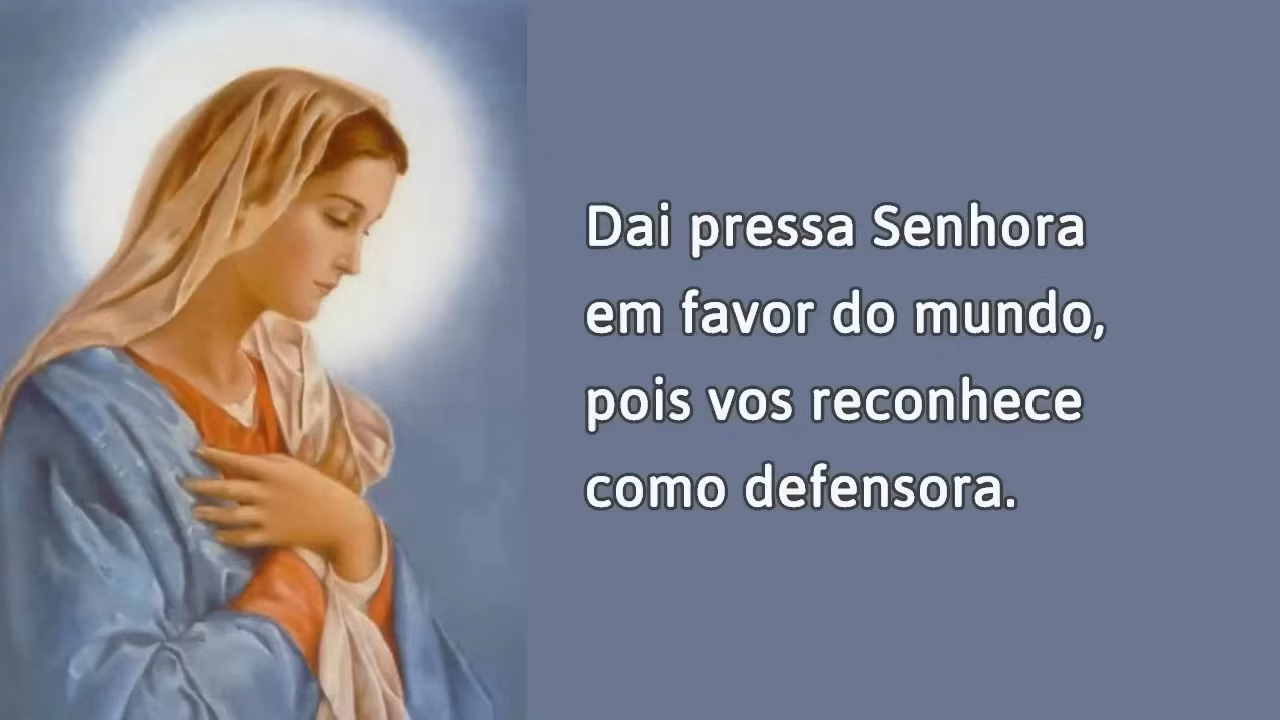 Dai pressa Senhora
em favor do mundo,
pois vos reconhece
como defensora.